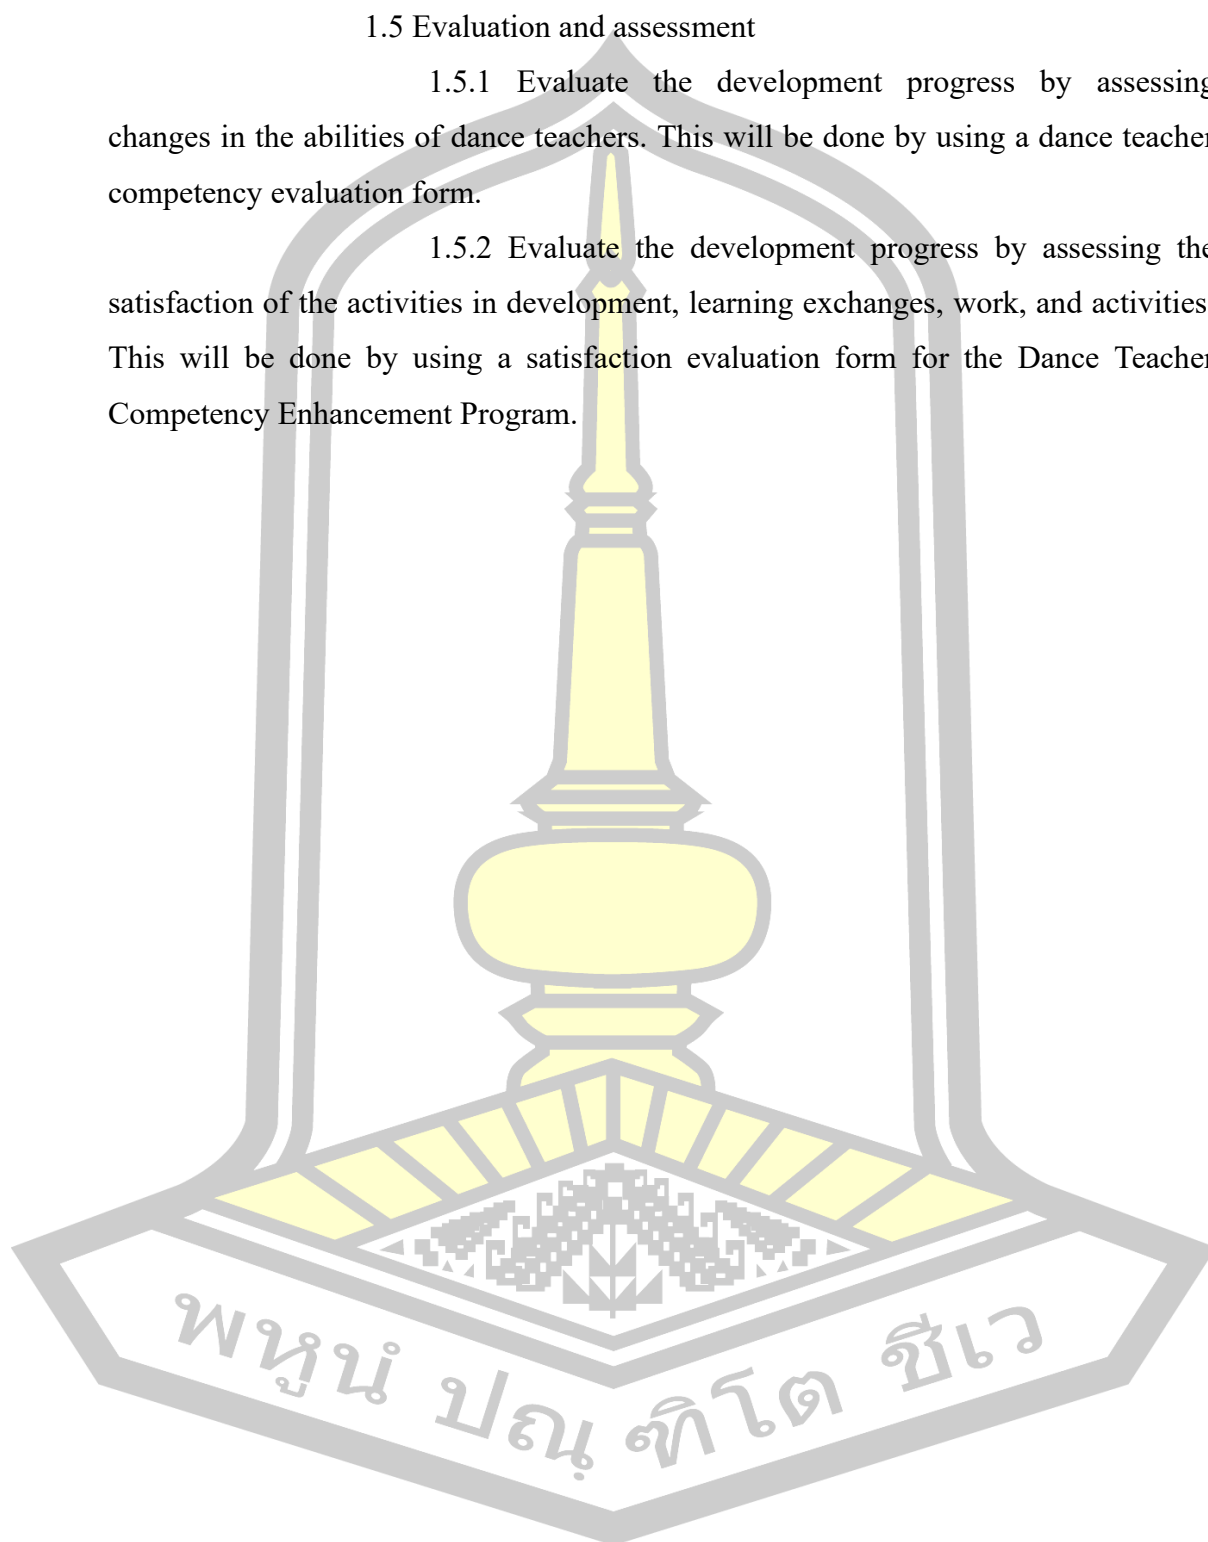 1.5 Evaluation and assessment
1.5.1 Evaluate the development progress by assessing
changes in the abilities of dance teachers. This will be done by using a dance teacher
competency evaluation form.
1.5.2 Evaluate the development progress by assessing the
satisfaction of the activities in development, learning exchanges, work, and activities
This will be done by using a satisfaction evaluation form for the Dance Teacher
Competency Enhancement Program.
พหูนํ ปณฺฑิโต ชีเว